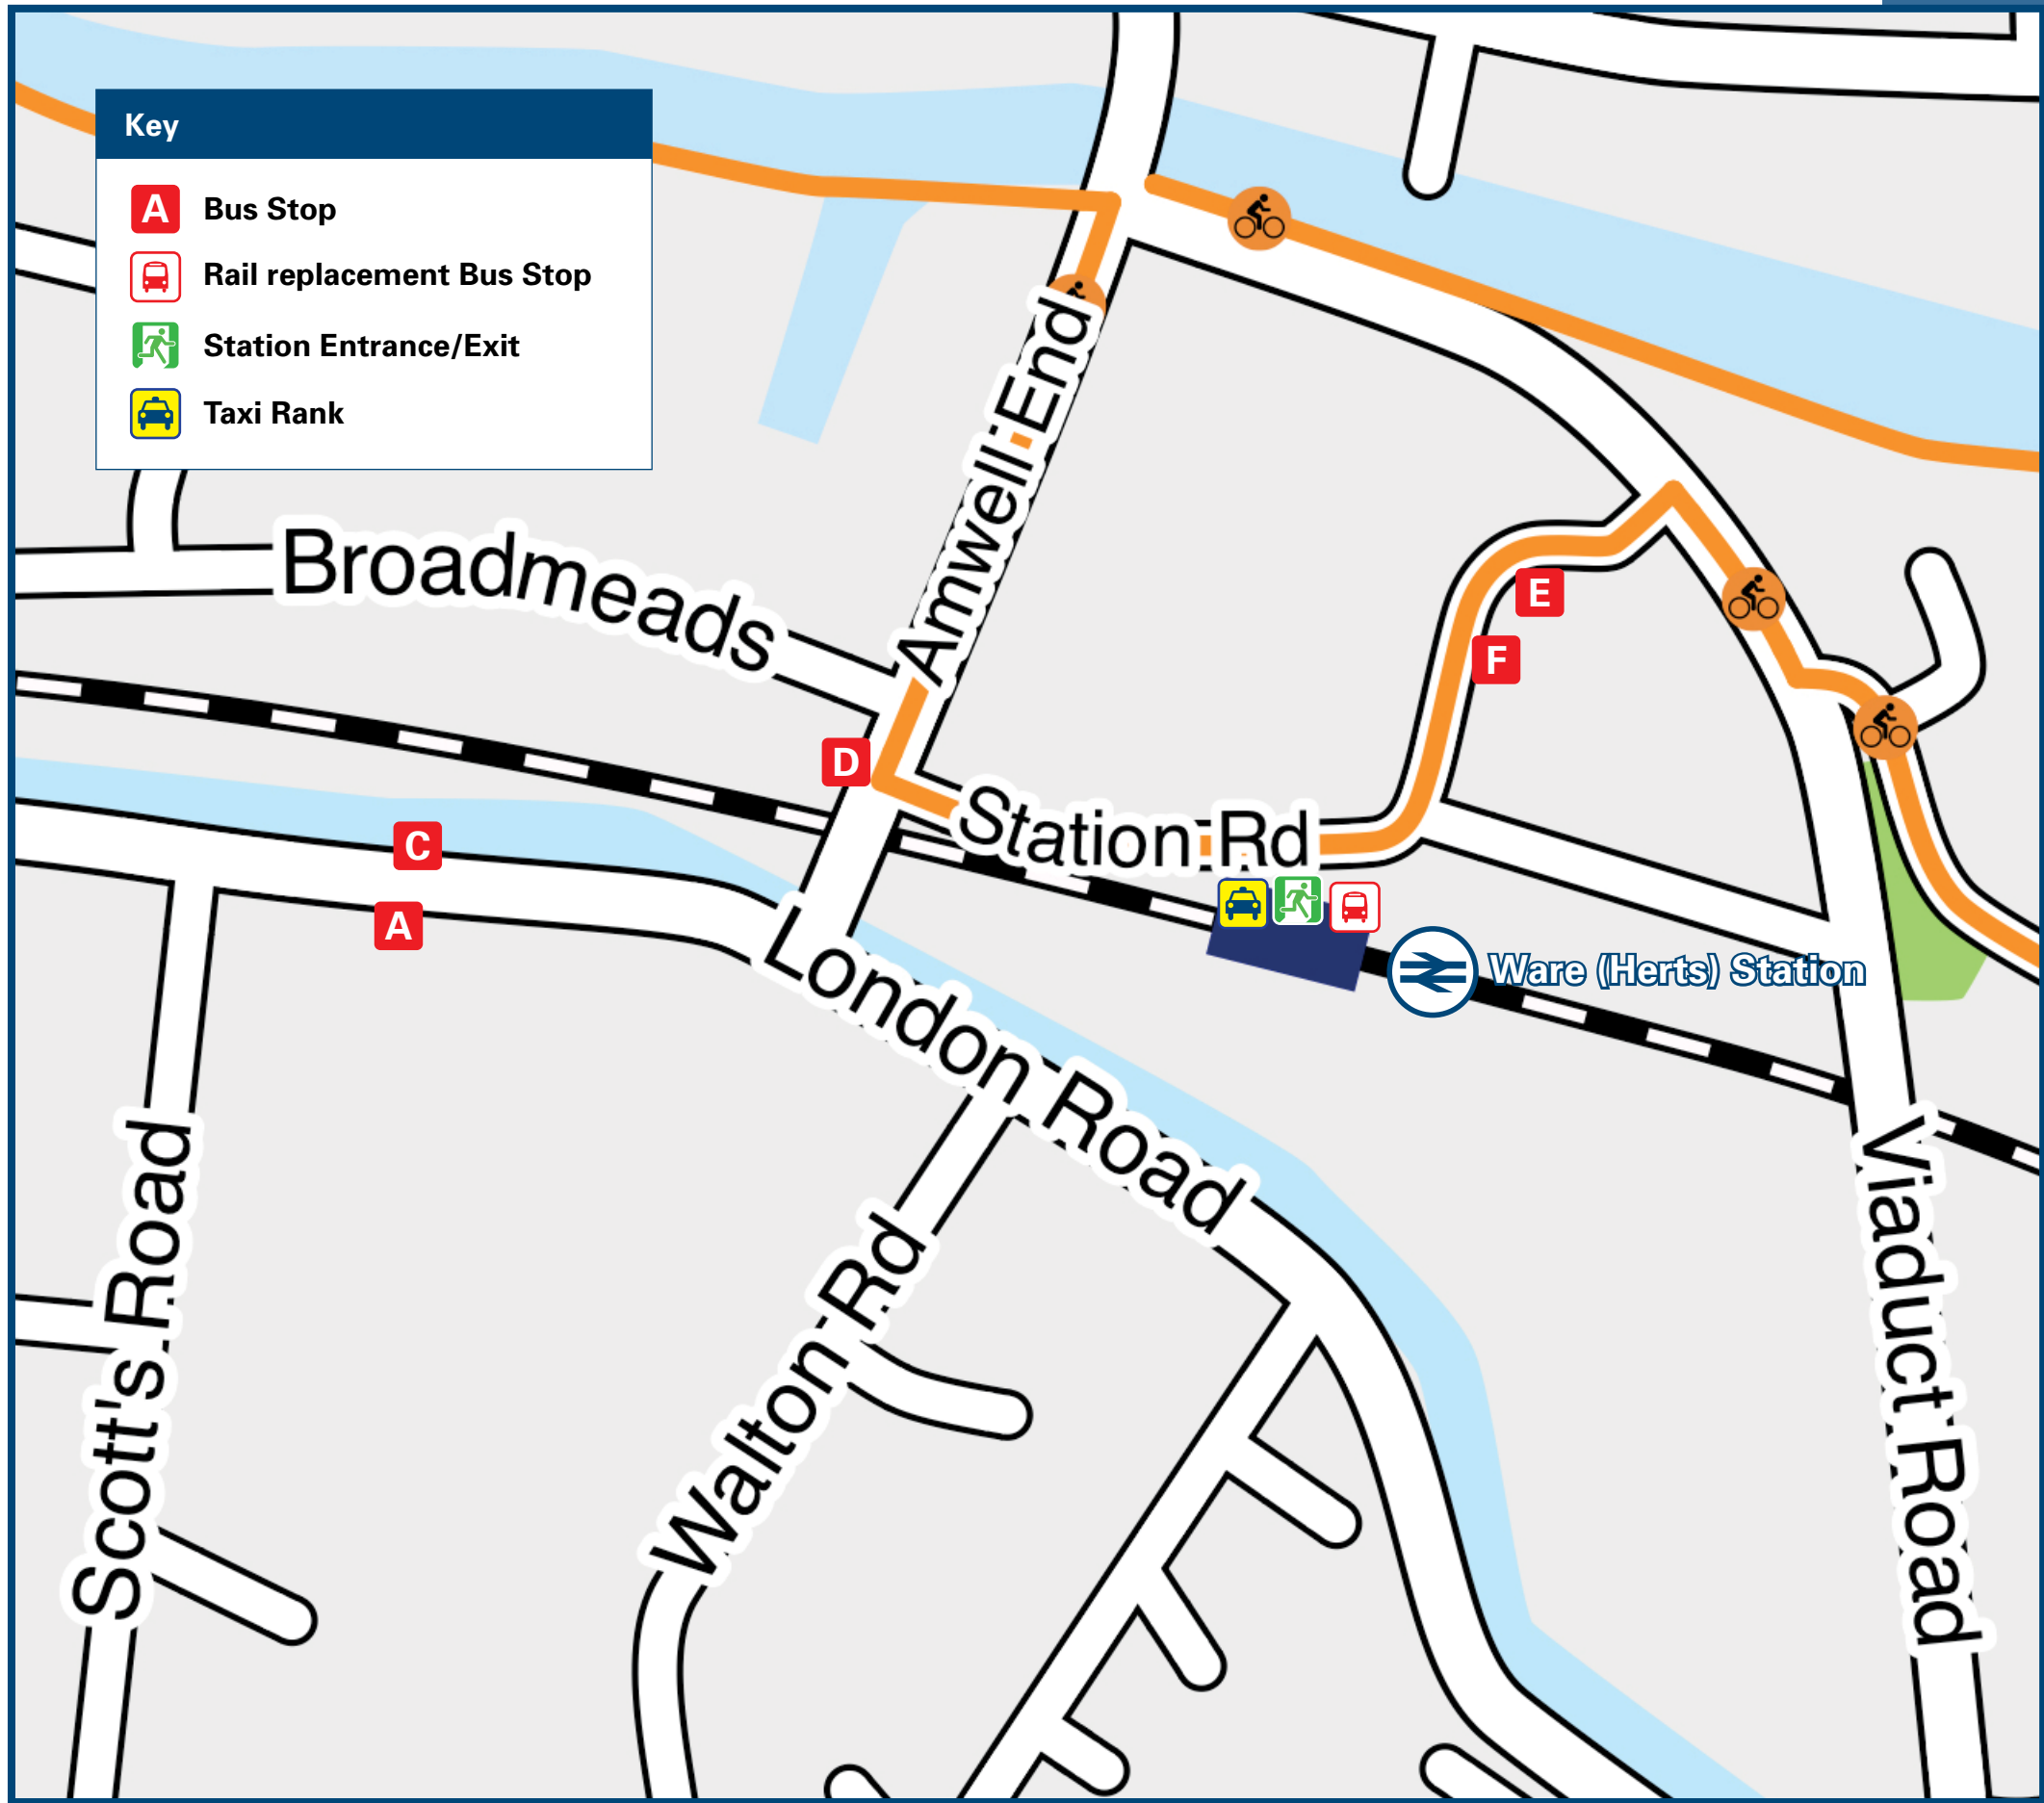 Key
A Bus Stop
Rail replacement Bus Stop
Station Entrance/Exit
Taxi Rank
Amwell End
Broadmeads
E
F
D
Station Rd
C
A
London Road
Ware (Herts) Station
Scott's Road
Walton Rd
Viaduct Road